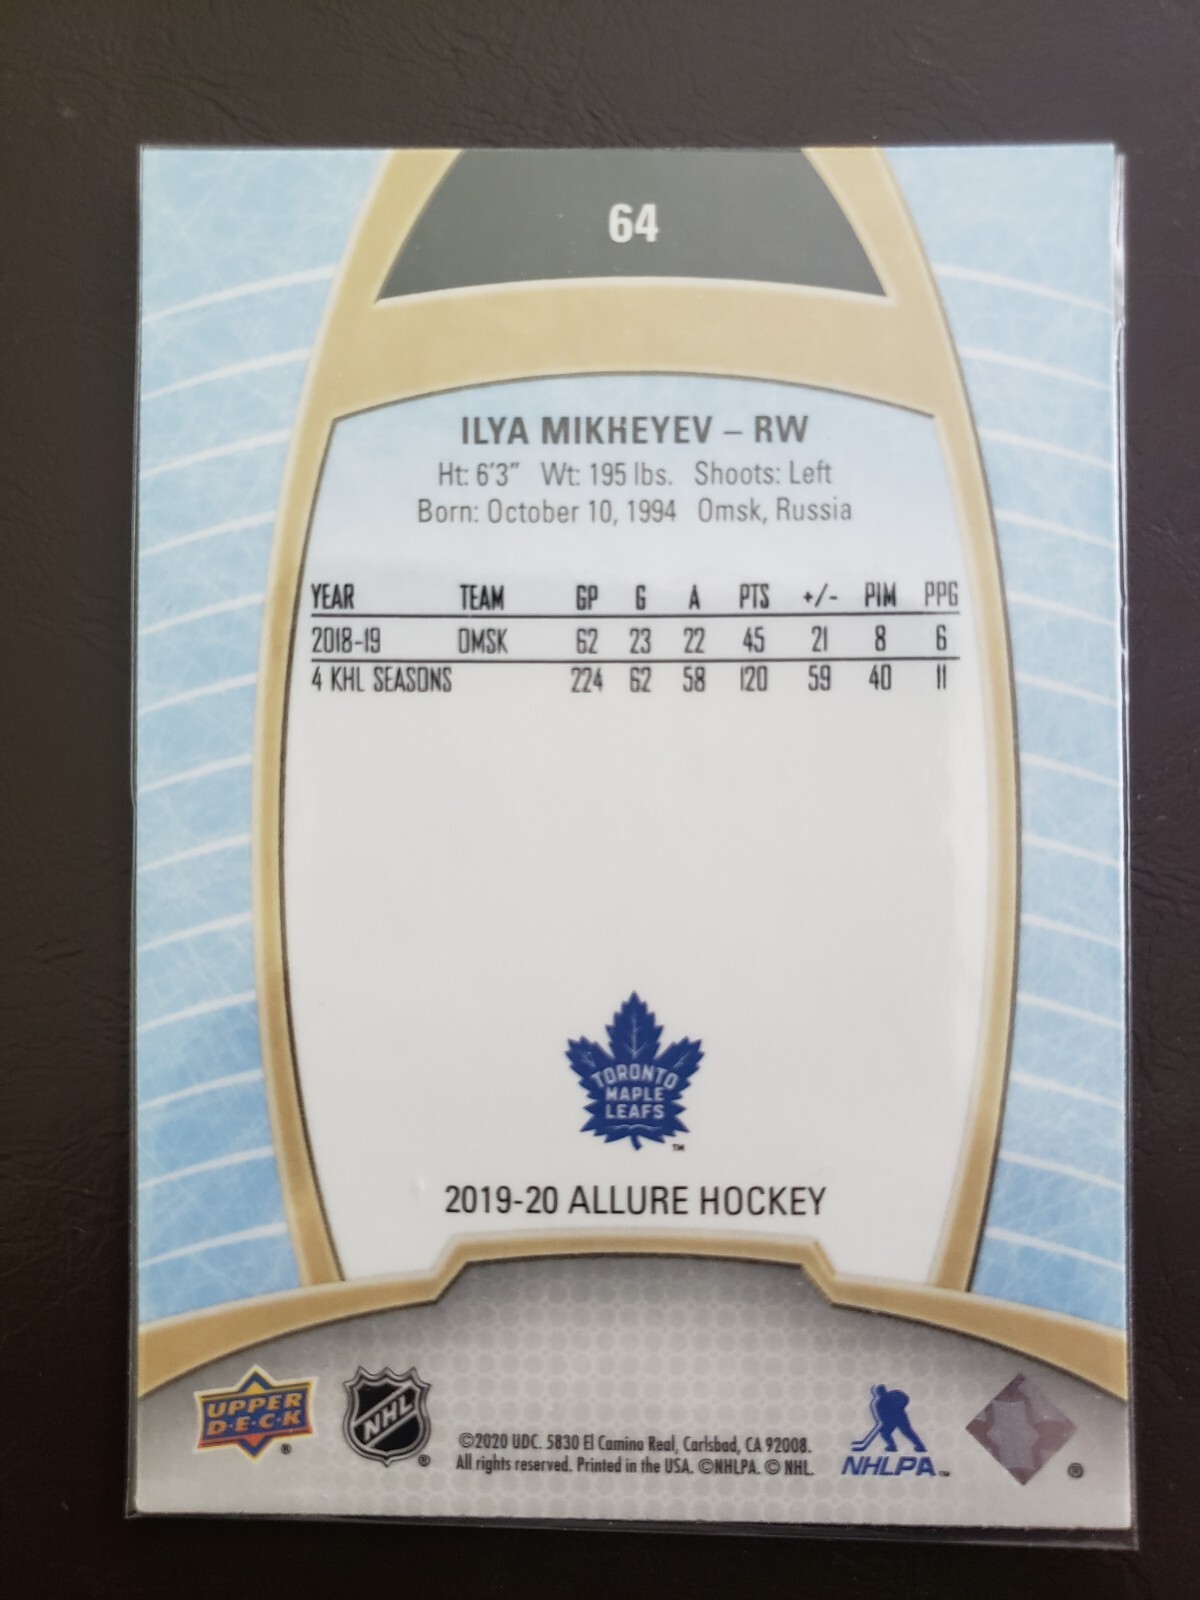 64
ILYA MIKHEYEV – RW
Ht: 6'3" Wt: 195 lbs. Shoots: Left
Born: October 10, 1994 Omsk, Russia
YEAR TEAM GP G A PTS +/- PIM PPG
2018-19 OMSK 62 23 22 45 21 8 6
4 KHL SEASONS 224 62 58 120 59 40 11
TORONTO
MAPLE
LEAFS
™
2019-20 ALLURE HOCKEY
UPPER
D·E·C·K
®
NHL
®
©2020 UDC. 5830 El Camino Real, Carlsbad, CA 92008.
All rights reserved. Printed in the USA. ©NHLPA. © NHL.
NHLPA™
®